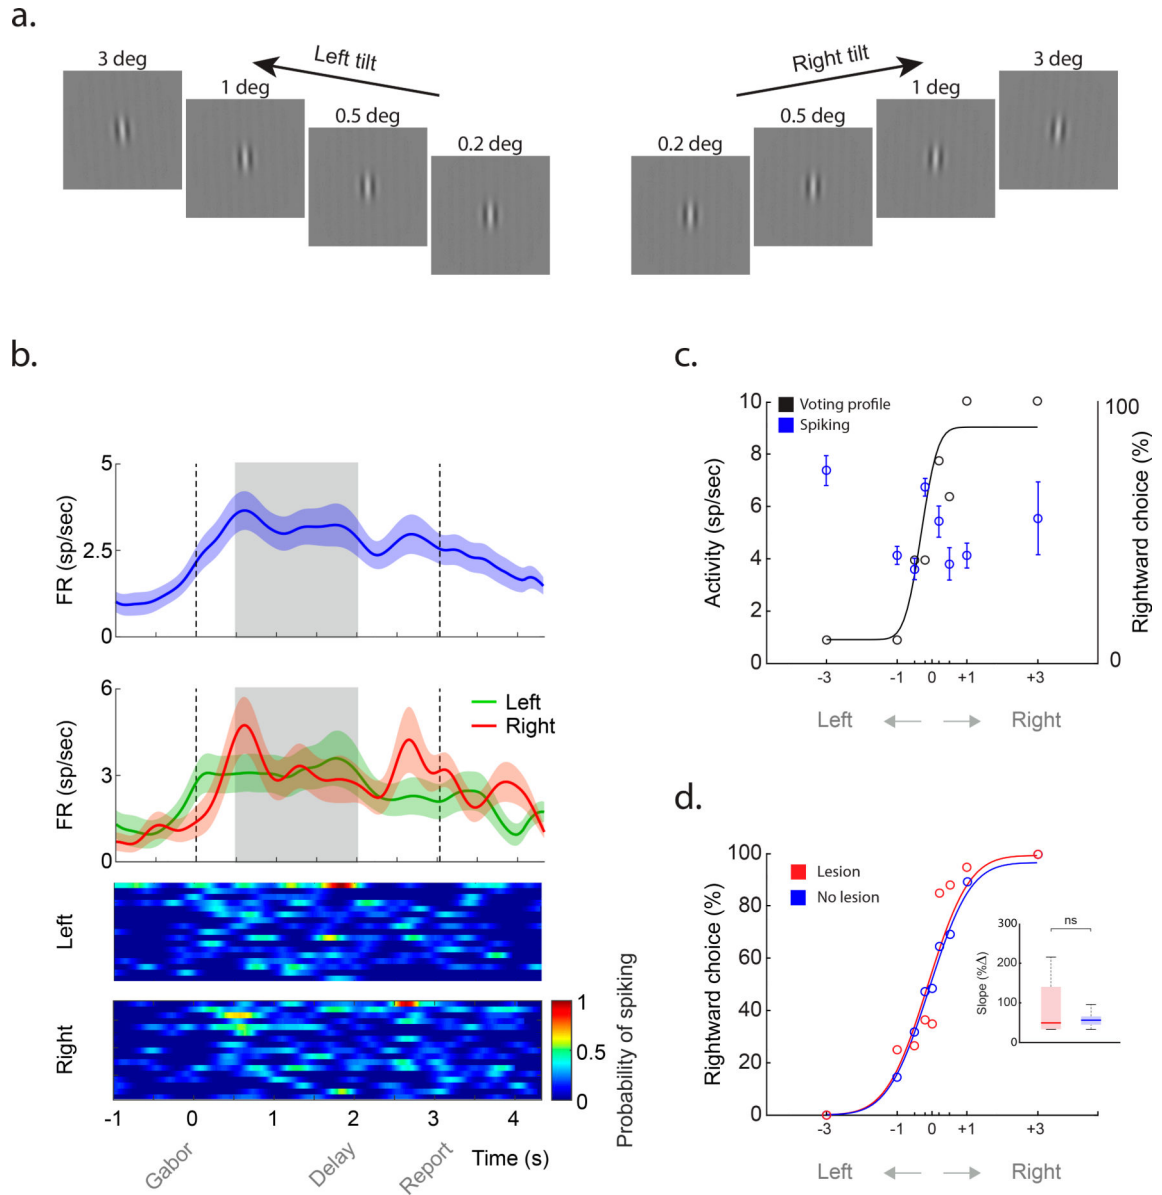 a.
Left tilt
3 deg
1 deg
0.5 deg
0.2 deg
Right tilt
0.2 deg
0.5 deg
1 deg
3 deg
b.
FR (sp/sec)
5
2.5
0
FR (sp/sec)
6
3
0
Left
Right
Left
Right
1
0.5
0
Probability of spiking
-1 0 1 2 3 4
Gabor
Delay
Report
Time (s)
c.
Voting profile
Spiking
Activity (sp/sec)
10
8
6
4
2
0
100
0
Rightward choice (%)
-3 -1 0 +1 +3
Left Right
d.
Lesion
No lesion
Rightward choice (%)
100
80
60
40
20
0
-3 -1 0 +1 +3
Left Right
ns
Slope (%Δ)
300
200
100
0